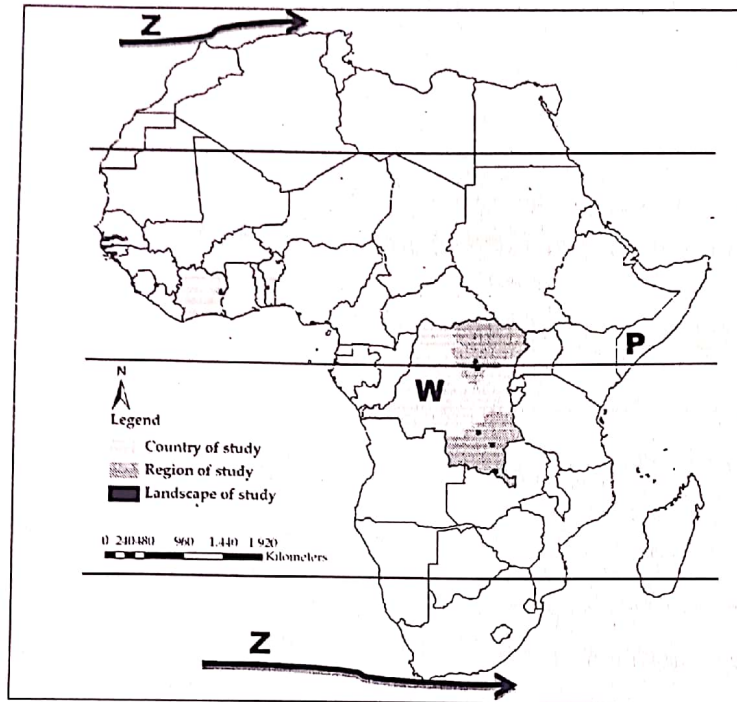 Z
P
W
N
Legend
Country of study
Region of study
Landscape of study
0 240480 960 1.440 1.920
Kilometers
Z